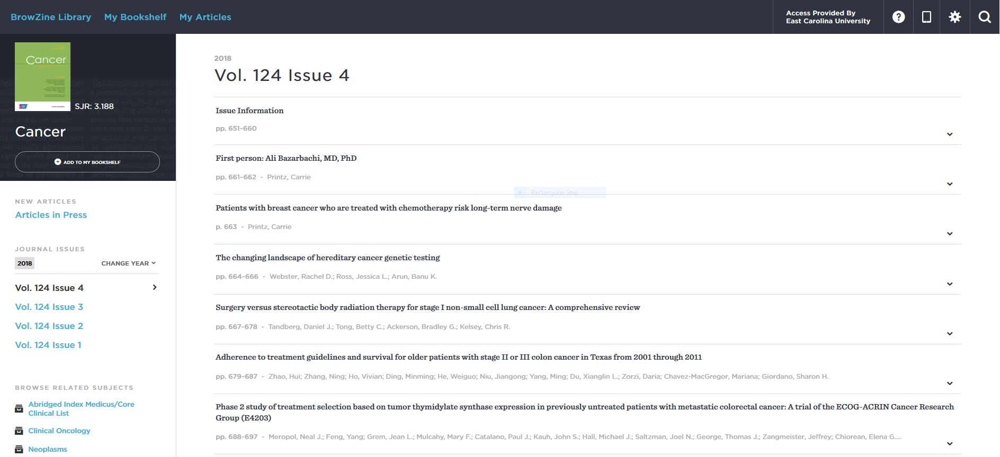 BrowZine Library My Bookshelf My Articles
Access Provided By
East Carolina University
Cancer
SJR: 3.188
Cancer
ADD TO MY BOOKSHELF
NEW ARTICLES
Articles in Press
JOURNAL ISSUES
2018 CHANGE YEAR
Vol. 124 Issue 4
Vol. 124 Issue 3
Vol. 124 Issue 2
Vol. 124 Issue 1
BROWSE RELATED SUBJECTS
Abridged Index Medicus/Core
Clinical List
Clinical Oncology
Neoplasms
2018
Vol. 124 Issue 4
Issue Information
pp. 651–660
First person: Ali Bazarbachi, MD, PhD
pp. 661–662 - Printz, Carrie
Rectangular Snip
Patients with breast cancer who are treated with chemotherapy risk long-term nerve damage
p. 663 - Printz, Carrie
The changing landscape of hereditary cancer genetic testing
pp. 664–666 - Webster, Rachel D.; Ross, Jessica L.; Arun, Banu K.
Surgery versus stereotactic body radiation therapy for stage I non-small cell lung cancer: A comprehensive review
pp. 667–678 - Tandberg, Daniel J.; Tong, Betty C.; Ackerson, Bradley G.; Kelsey, Chris R.
Adherence to treatment guidelines and survival for older patients with stage II or III colon cancer in Texas from 2001 through 2011
pp. 679–687 - Zhao, Hui; Zhang, Ning; Ho, Vivian; Ding, Minming; He, Weiguo; Niu, Jiangong; Yang, Ming; Du, Xianglin L.; Zorzi, Daria; Chavez-MacGregor, Mariana; Giordano, Sharon H.
Phase 2 study of treatment selection based on tumor thymidylate synthase expression in previously untreated patients with metastatic colorectal cancer: A trial of the ECOG-ACRIN Cancer Research
Group (E4203)
pp. 688–697 - Meropol, Neal J.; Feng, Yang; Grem, Jean L.; Mulcahy, Mary F.; Catalano, Paul J.; Kauh, John S.; Hall, Michael J.; Saltzman, Joel N.; George, Thomas J.; Zangmeister, Jeffrey; Chiorean, Elena G....